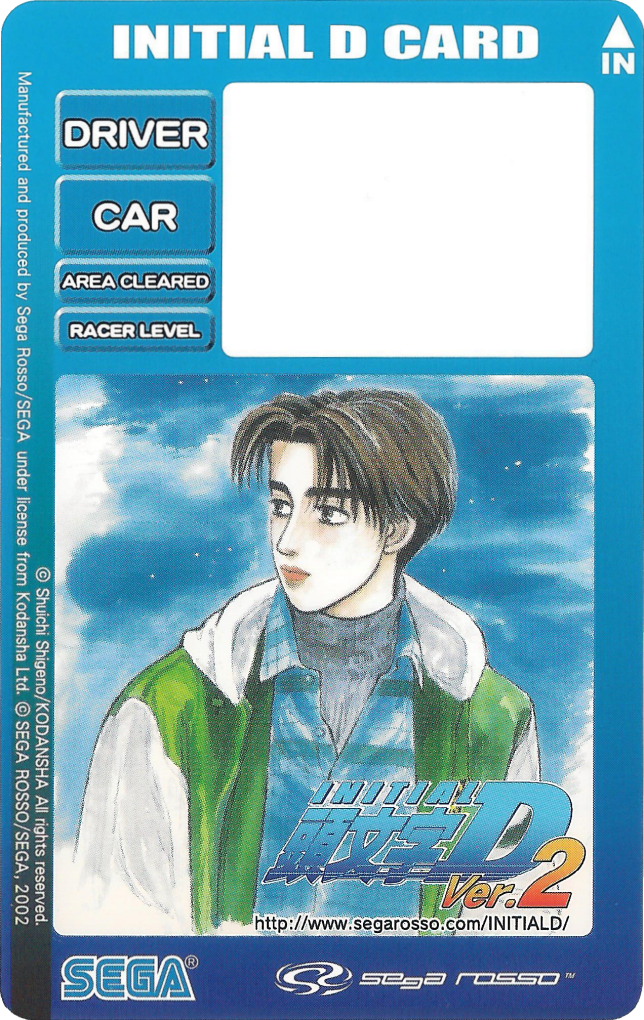 INITIAL D CARD
IN
DRIVER
CAR
AREA CLEARED
RACER LEVEL
Manufactured and produced by Sega Rosso/SEGA under license from Kodansha Ltd. © SEGA ROSSO/SEGA, 2002
© Shuichi Shigeno/KODANSHA All rights reserved.
INITIAL
頭文字D
Ver.2
http://www.segarosso.com/INITIALD/
SEGA®
sega rosso™